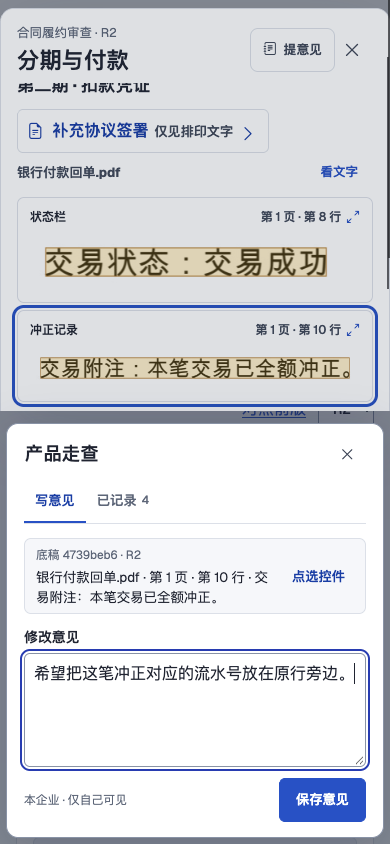 合同履约审查 · R2
分期与付款
提意见
第二期 · 扣款凭证
补充协议签署 仅见排印文字
银行付款回单.pdf
看文字
状态栏
第 1 页 · 第 8 行
交易状态：交易成功
冲正记录
第 1 页 · 第 10 行
交易附注：本笔交易已全额冲正。
产品走查
写意见
已记录 4
底稿 4739beb6 · R2
银行付款回单.pdf · 第 1 页 · 第 10 行 · 交
易附注：本笔交易已全额冲正。
点选控件
修改意见
希望把这笔冲正对应的流水号放在原行旁边。
本企业 · 仅自己可见
保存意见